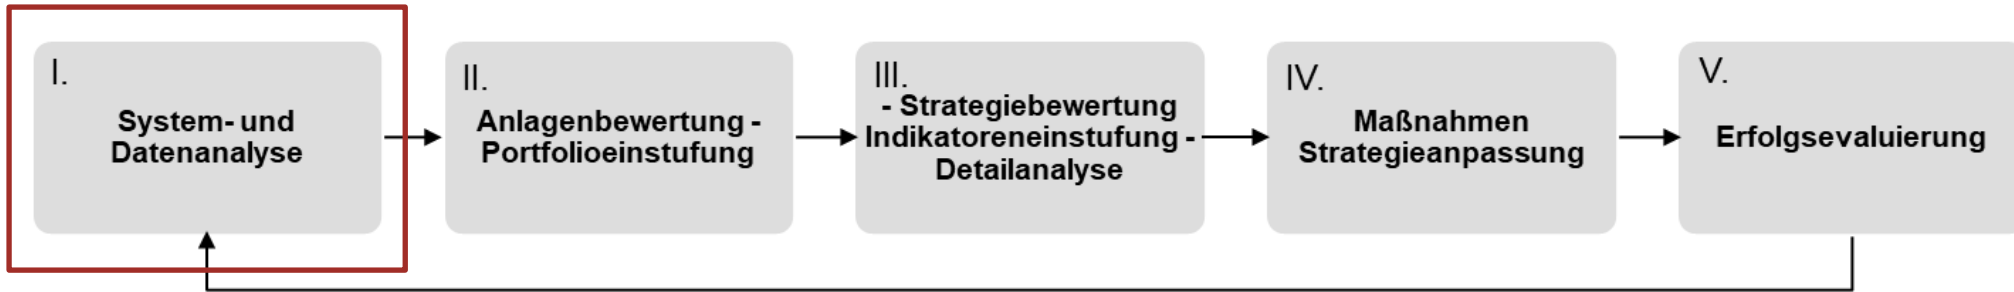 I.
System- und
Datenanalyse
II.
Anlagenbewertung -
Portfolioeinstufung
III.
- Strategiebewertung
Indikatoreneinstufung -
Detailanalyse
IV.
Maßnahmen
Strategieanpassung
V.
Erfolgsevaluierung